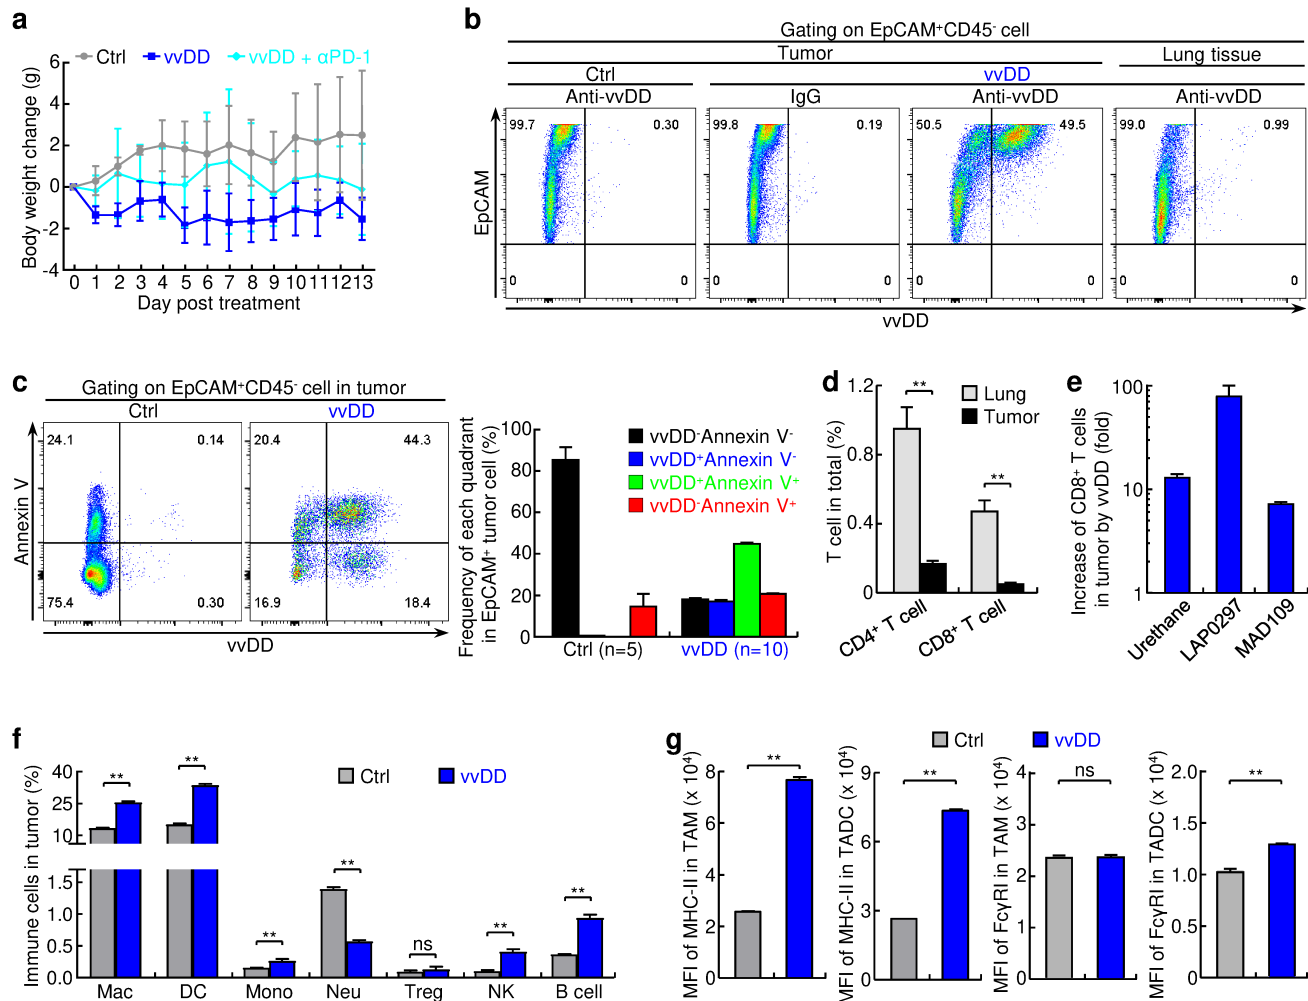 a
Ctrl
vvDD
vvDD + αPD-1
Body weight change (g)
6
4
2
0
-2
-4
0 1 2 3 4 5 6 7 8 9 10 11 12 13
Day post treatment
b
Gating on EpCAM⁺CD45⁻ cell
Tumor
Lung tissue
Ctrl
vvDD
Anti-vvDD
IgG
Anti-vvDD
Anti-vvDD
EpCAM
99.7 0.30
0 0
99.8 0.19
0 0
50.5 49.5
0 0
99.0 0.99
0 0
vvDD
c
Gating on EpCAM⁺CD45⁻ cell in tumor
Ctrl
vvDD
Annexin V
24.1 0.14
75.4 0.30
20.4 44.3
16.9 18.4
vvDD
Frequency of each quadrant
in EpCAM⁺ tumor cell (%)
100
80
60
40
20
0
vvDD⁻Annexin V⁻
vvDD⁺Annexin V⁻
vvDD⁺Annexin V⁺
vvDD⁻Annexin V⁺
Ctrl (n=5)
vvDD (n=10)
d
T cell in total (%)
1.2
0.8
0.4
0
**
**
Lung
Tumor
CD4⁺ T cell
CD8⁺ T cell
e
Increase of CD8⁺ T cells
in tumor by vvDD (fold)
100
10
1
Urethane
LAP0297
MAD109
f
Immune cells in tumor (%)
40
25
10
1.5
1.0
0.5
0.0
Ctrl
vvDD
**
**
**
**
ns
**
**
Mac
DC
Mono
Neu
Treg
NK
B cell
g
Ctrl
vvDD
MFI of MHC-II in TAM (x 10⁴)
8
6
4
2
0
**
MFI of MHC-II in TADC (x 10⁴)
9
6
3
0
**
MFI of FcγRI in TAM (x 10⁴)
4
3
2
1
0
ns
MFI of FcγRI in TADC (x 10⁴)
2.0
1.5
1.0
0.5
0
**